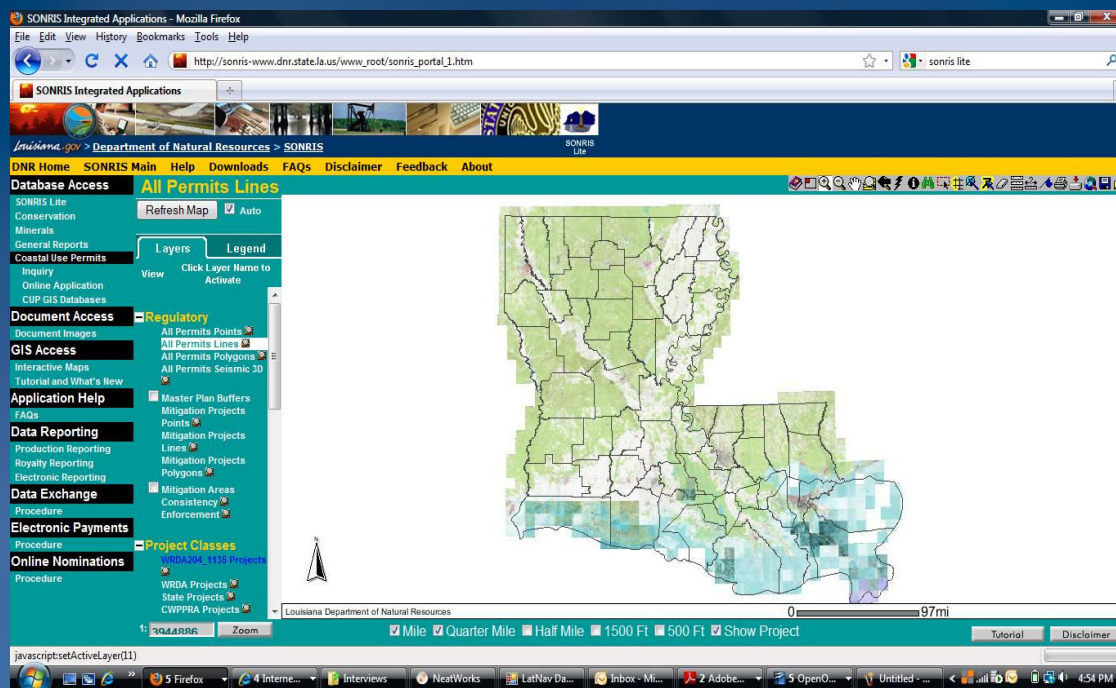 SONRIS Integrated Applications - Mozilla Firefox
File Edit View History Bookmarks Tools Help
http://sonris-www.dnr.state.la.us/www_root/sonris_portal_1.htm
sonris lite
SONRIS Integrated Applications
Louisiana.gov > Department of Natural Resources > SONRIS
SONRIS
Lite
DNR Home SONRIS Main Help Downloads FAQs Disclaimer Feedback About
Database Access
SONRIS Lite
Conservation
Minerals
General Reports
Coastal Use Permits
Inquiry
Online Application
CUP GIS Databases
Document Access
Document Images
GIS Access
Interactive Maps
Tutorial and What's New
Application Help
FAQs
Data Reporting
Production Reporting
Royalty Reporting
Electronic Reporting
Data Exchange
Procedure
Electronic Payments
Procedure
Online Nominations
Procedure
All Permits Lines
Refresh Map Auto
Layers Legend
View Click Layer Name to
Activate
Regulatory
All Permits Points
All Permits Lines
All Permits Polygons
All Permits Seismic 3D
Master Plan Buffers
Mitigation Projects
Points
Mitigation Projects
Lines
Mitigation Projects
Polygons
Mitigation Areas
Consistency
Enforcement
Project Classes
WRDA204_1135 Projects
WRDA Projects
State Projects
CWPPRA Projects
1: 3944886 Zoom
N
Louisiana Department of Natural Resources
0 97mi
Mile Quarter Mile Half Mile 1500 Ft 500 Ft Show Project
Tutorial Disclaimer
javascript:setActiveLayer(11)
5 Firefox 4 Interne... Interviews NeatWorks LatNav Da... Inbox - Mi... 2 Adobe... 5 OpenO... Untitled - ... 4:54 PM